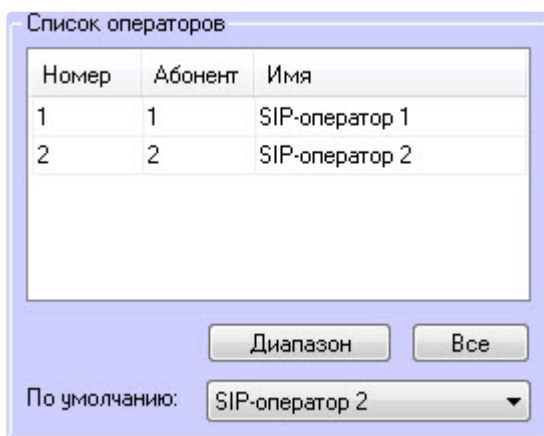 Список операторов
Номер Абонент Имя
1 1 SIP-оператор 1
2 2 SIP-оператор 2
Диапазон Все
По умолчанию: SIP-оператор 2